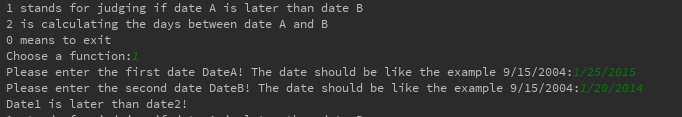 1 stands for judging if date A is later than date B
2 is calculating the days between date A and B
0 means to exit
Choose a function:1
Please enter the first date DateA! The date should be like the example 9/15/2004:1/25/2015
Please enter the second date DateB! The date should be like the example 9/15/2004:1/20/2014
Date1 is later than date2!